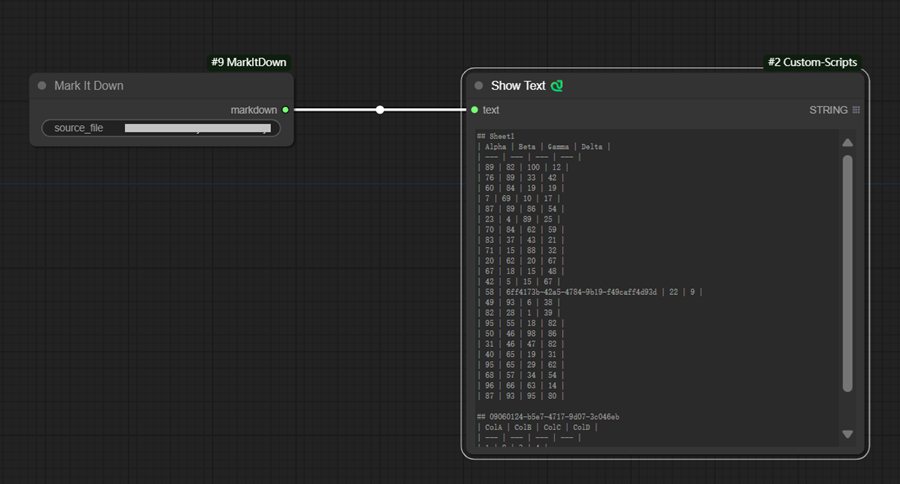 #9 MarkItDown
Mark It Down
markdown
source_file
#2 Custom-Scripts
Show Text
text STRING
## Sheet1
| Alpha | Beta | Gamma | Delta |
| --- | --- | --- | --- |
| 89 | 82 | 100 | 12 |
| 76 | 89 | 33 | 42 |
| 60 | 84 | 19 | 19 |
| 7 | 69 | 10 | 17 |
| 87 | 89 | 86 | 54 |
| 23 | 4 | 89 | 25 |
| 70 | 84 | 62 | 59 |
| 83 | 37 | 43 | 21 |
| 71 | 15 | 88 | 32 |
| 20 | 62 | 20 | 67 |
| 67 | 18 | 15 | 48 |
| 42 | 5 | 15 | 67 |
| 58 | 6ff4173b-42a5-4784-9b19-f49caff4d93d | 22 | 9 |
| 49 | 93 | 6 | 38 |
| 82 | 28 | 1 | 39 |
| 95 | 55 | 18 | 82 |
| 50 | 46 | 98 | 86 |
| 31 | 46 | 47 | 82 |
| 40 | 65 | 19 | 31 |
| 95 | 65 | 29 | 62 |
| 68 | 57 | 34 | 54 |
| 96 | 66 | 63 | 14 |
| 87 | 93 | 95 | 80 |
## 09060124-b5e7-4717-9d07-3c046eb
| ColA | ColB | ColC | ColD |
| --- | --- | --- | --- |